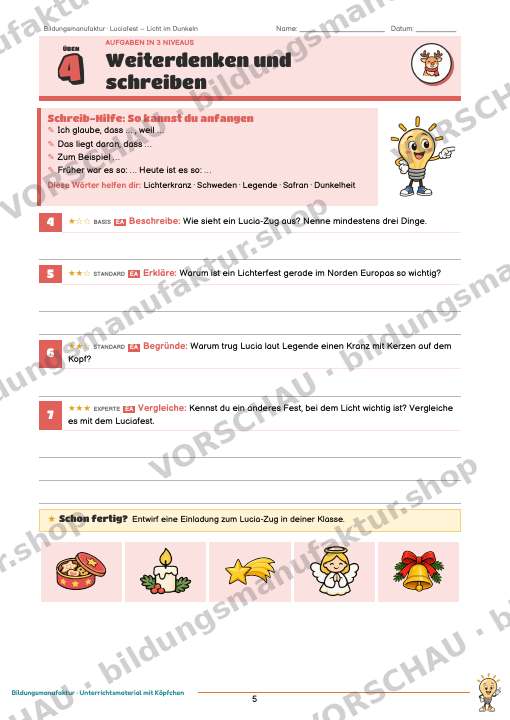 Bildungsmanufaktur · Luciafest – Licht im Dunkeln Name: ____________________ Datum: __________
ÜBEN
4
AUFGABEN IN 3 NIVEAUS
Weiterdenken und
schreiben
Schreib-Hilfe: So kannst du anfangen
✎ Ich glaube, dass …, weil …
✎ Das liegt daran, dass …
✎ Zum Beispiel …
✎ Früher war es so: … Heute ist es so: …
Diese Wörter helfen dir: Lichterkranz · Schweden · Legende · Safran · Dunkelheit
4 ★☆☆ BASIS EA Beschreibe: Wie sieht ein Lucia-Zug aus? Nenne mindestens drei Dinge.
5 ★★☆ STANDARD EA Erkläre: Warum ist ein Lichterfest gerade im Norden Europas so wichtig?
6 ★★☆ STANDARD EA Begründe: Warum trug Lucia laut Legende einen Kranz mit Kerzen auf dem
Kopf?
7 ★★★ EXPERTE EA Vergleiche: Kennst du ein anderes Fest, bei dem Licht wichtig ist? Vergleiche
es mit dem Luciafest.
★ Schon fertig? Entwirf eine Einladung zum Lucia-Zug in deiner Klasse.
Bildungsmanufaktur · Unterrichtsmaterial mit Köpfchen
5
VORSCHAU · bildungsmanufaktur.shop